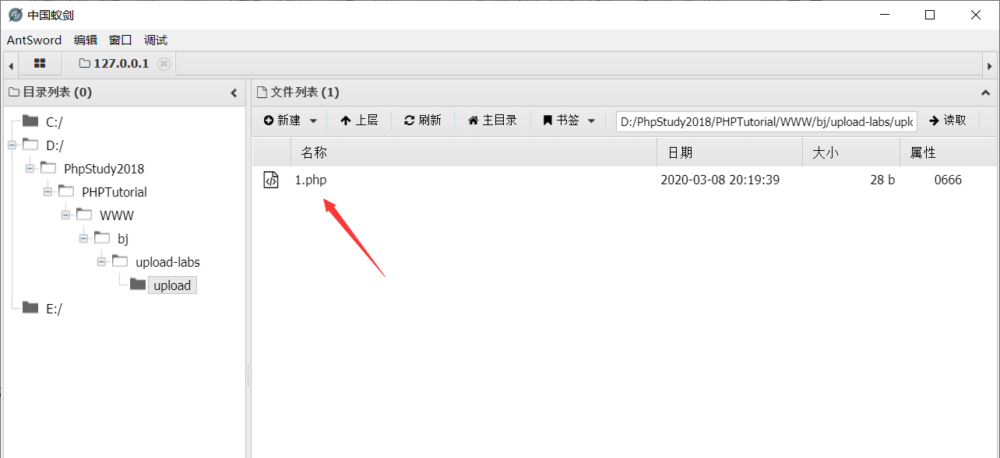 中国蚁剑
AntSword 编辑 窗口 调试
127.0.0.1
目录列表 (0)
文件列表 (1)
新建 上层 刷新 主目录 书签 D:/PhpStudy2018/PHPTutorial/WWW/bj/upload-labs/uplo 读取
C:/
D:/
PhpStudy2018
PHPTutorial
WWW
bj
upload-labs
upload
E:/
名称 日期 大小 属性
1.php 2020-03-08 20:19:39 28 b 0666